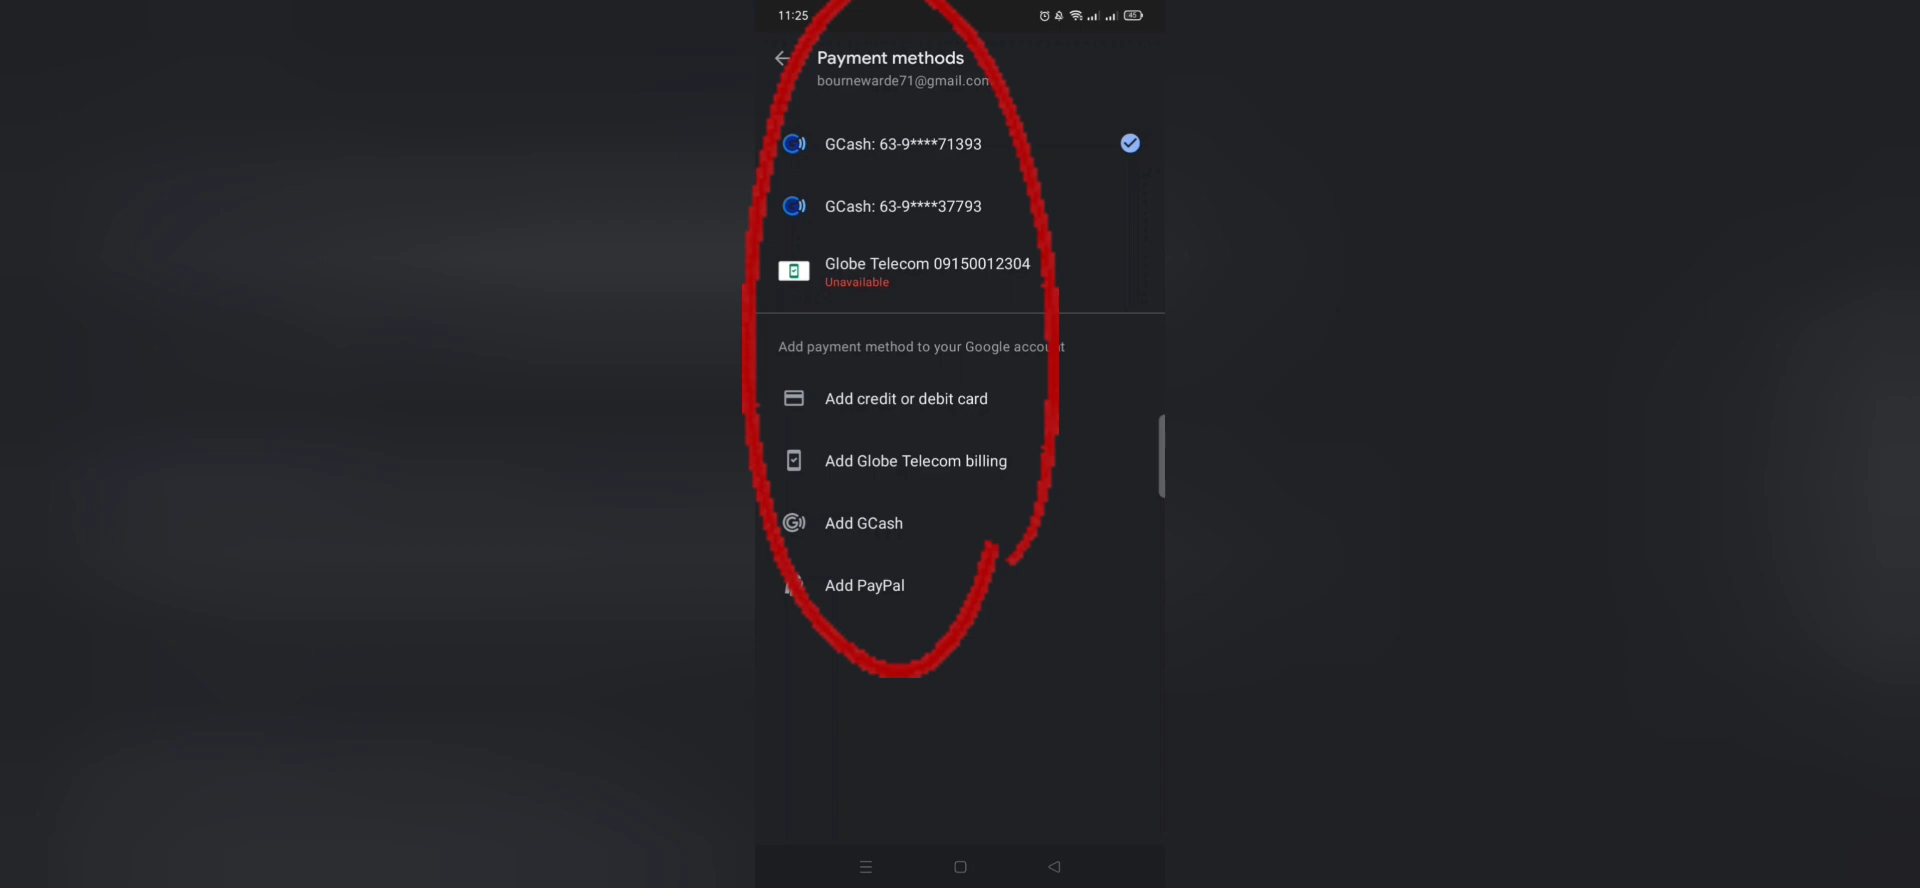 11:25
45
Payment methods
bournewarde71@gmail.com
GCash: 63-9****71393
GCash: 63-9****37793
Globe Telecom 09150012304
Unavailable
Add payment method to your Google account
Add credit or debit card
Add Globe Telecom billing
Add GCash
Add PayPal